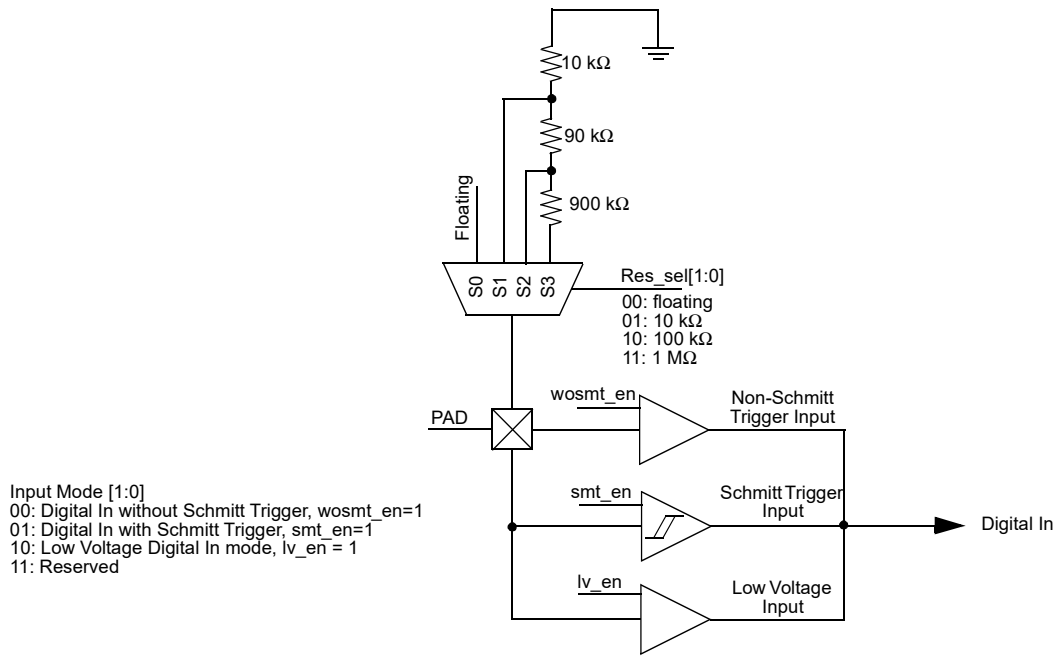 10 kΩ
90 kΩ
900 kΩ
Floating
S0
S1
S2
S3
Res_sel[1:0]
00: floating
01: 10 kΩ
10: 100 kΩ
11: 1 MΩ
PAD
wosmt_en
Non-Schmitt
Trigger Input
Input Mode [1:0]
00: Digital In without Schmitt Trigger, wosmt_en=1
01: Digital In with Schmitt Trigger, smt_en=1
10: Low Voltage Digital In mode, lv_en = 1
11: Reserved
smt_en
Schmitt Trigger
Input
Digital In
lv_en
Low Voltage
Input